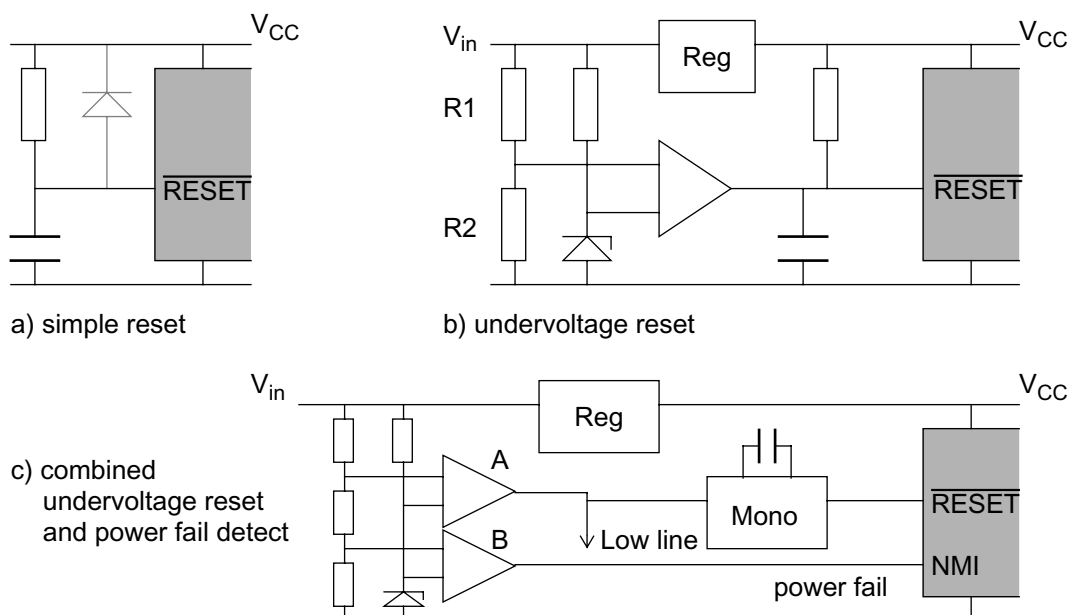 VCC
RESET
a) simple reset
Vin
Reg
VCC
R1
R2
RESET
b) undervoltage reset
Vin
Reg
VCC
c) combined
undervoltage reset
and power fail detect
A
B
Low line
Mono
RESET
NMI
power fail